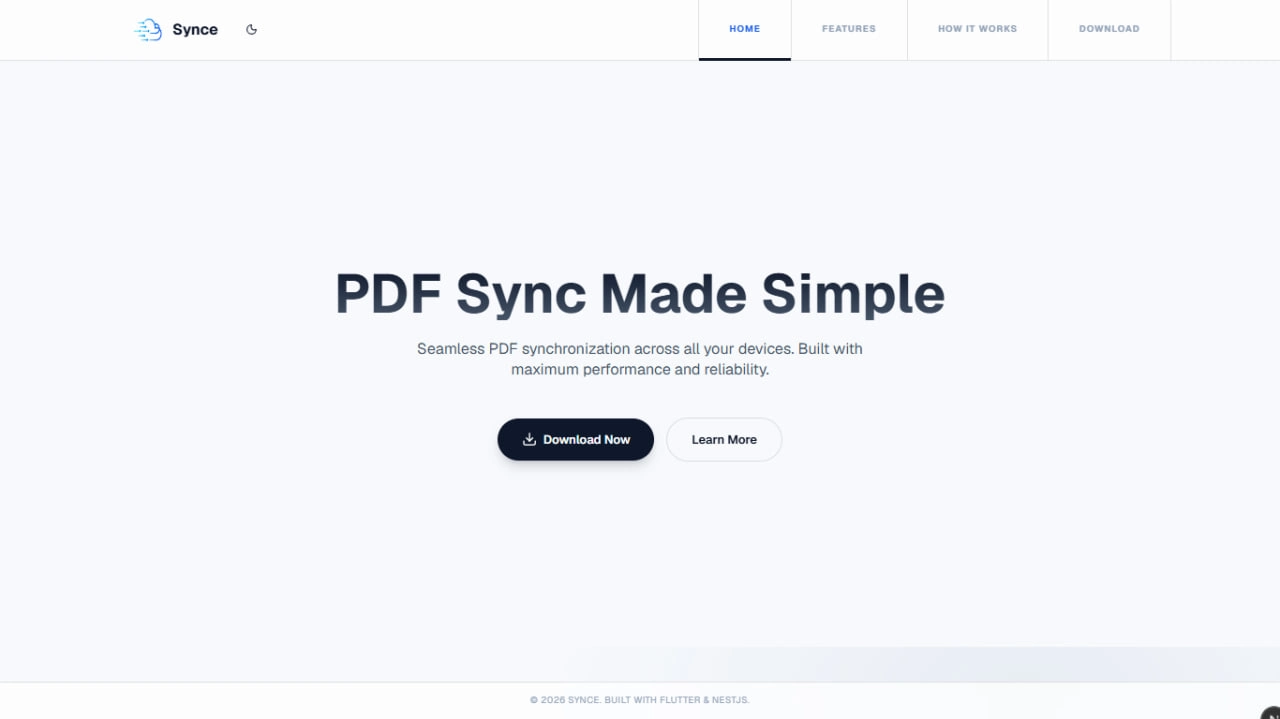 Synce
HOME
FEATURES
HOW IT WORKS
DOWNLOAD
PDF Sync Made Simple
Seamless PDF synchronization across all your devices. Built with
maximum performance and reliability.
Download Now
Learn More
© 2026 SYNCE. BUILT WITH FLUTTER & NESTJS.